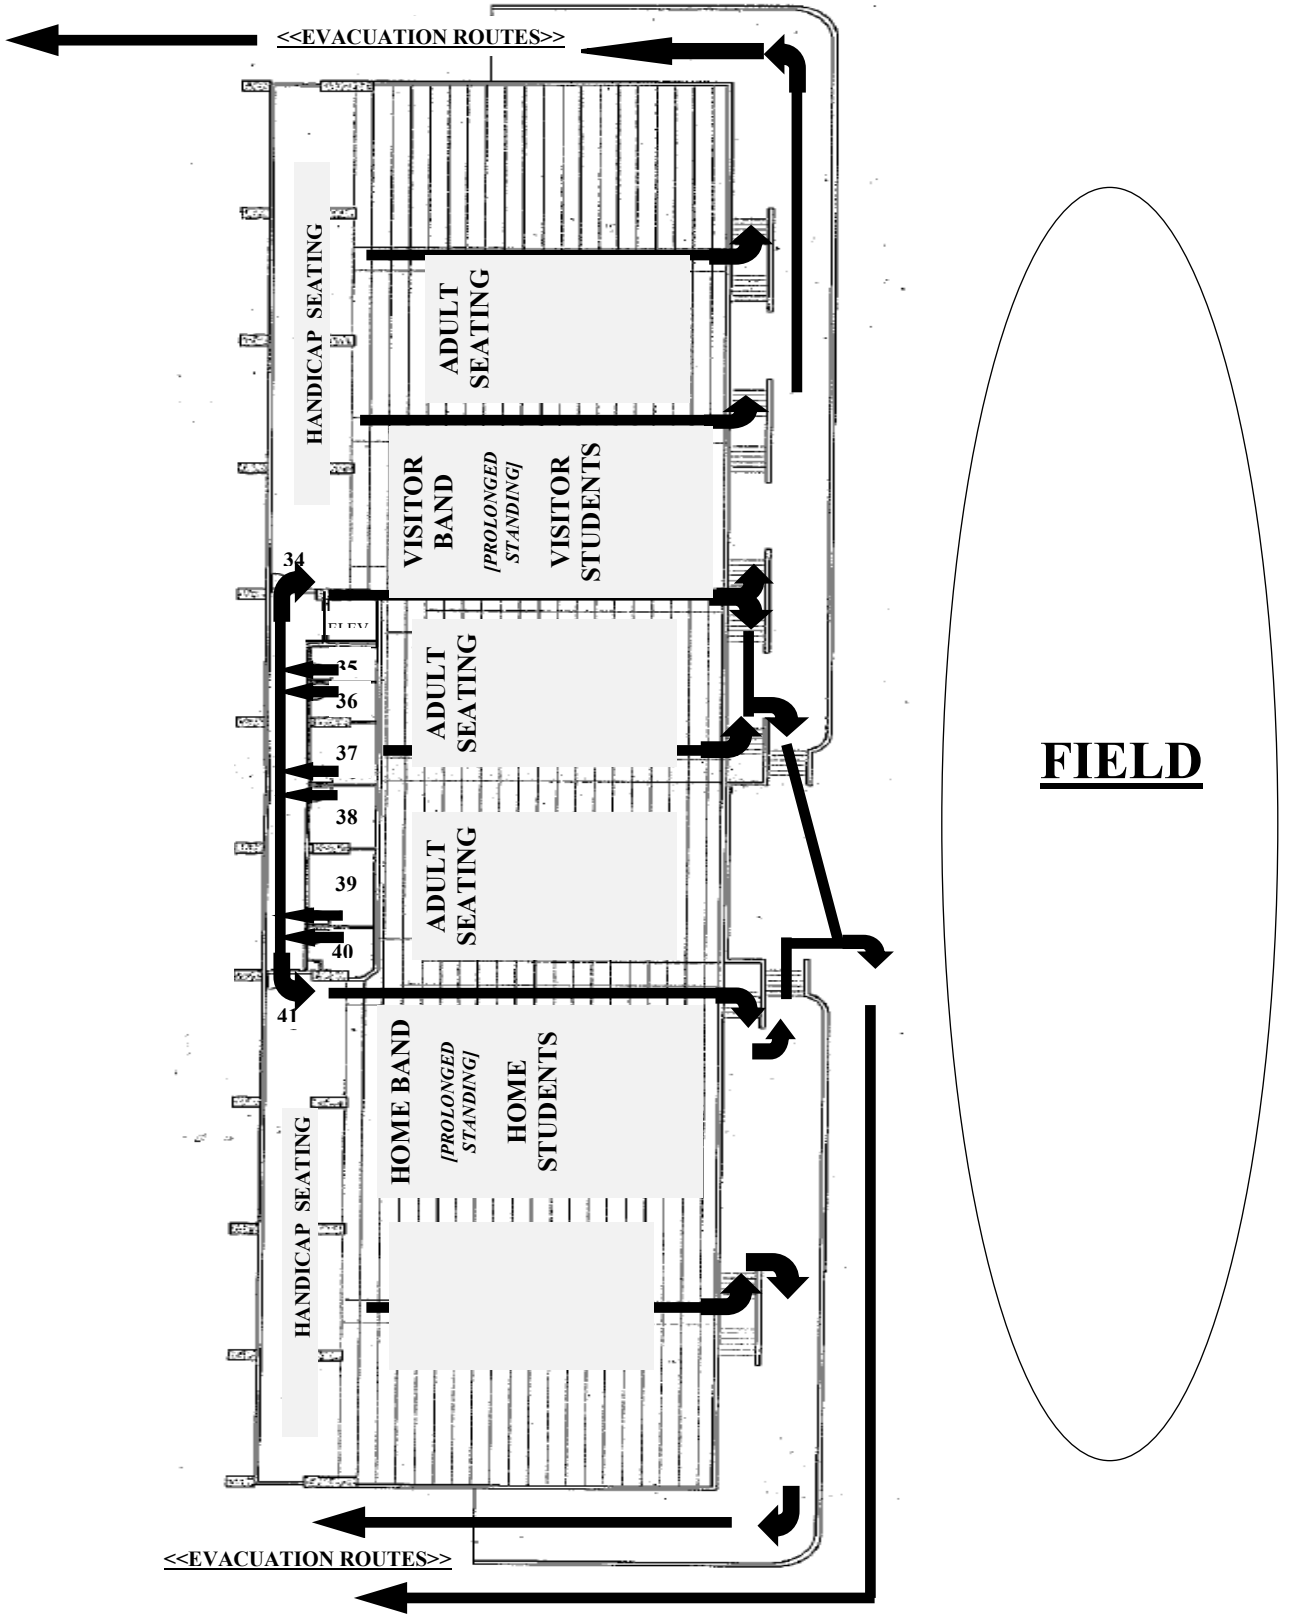 <<EVACUATION ROUTES>>
HANDICAP SEATING
ADULT
SEATING
VISITOR
BAND
[PROLONGED
STANDING]
VISITOR
STUDENTS
34
ELEV
35
36
37
38
39
40
41
ADULT
SEATING
ADULT
SEATING
FIELD
HOME BAND
[PROLONGED
STANDING]
HOME
STUDENTS
HANDICAP SEATING
<<EVACUATION ROUTES>>